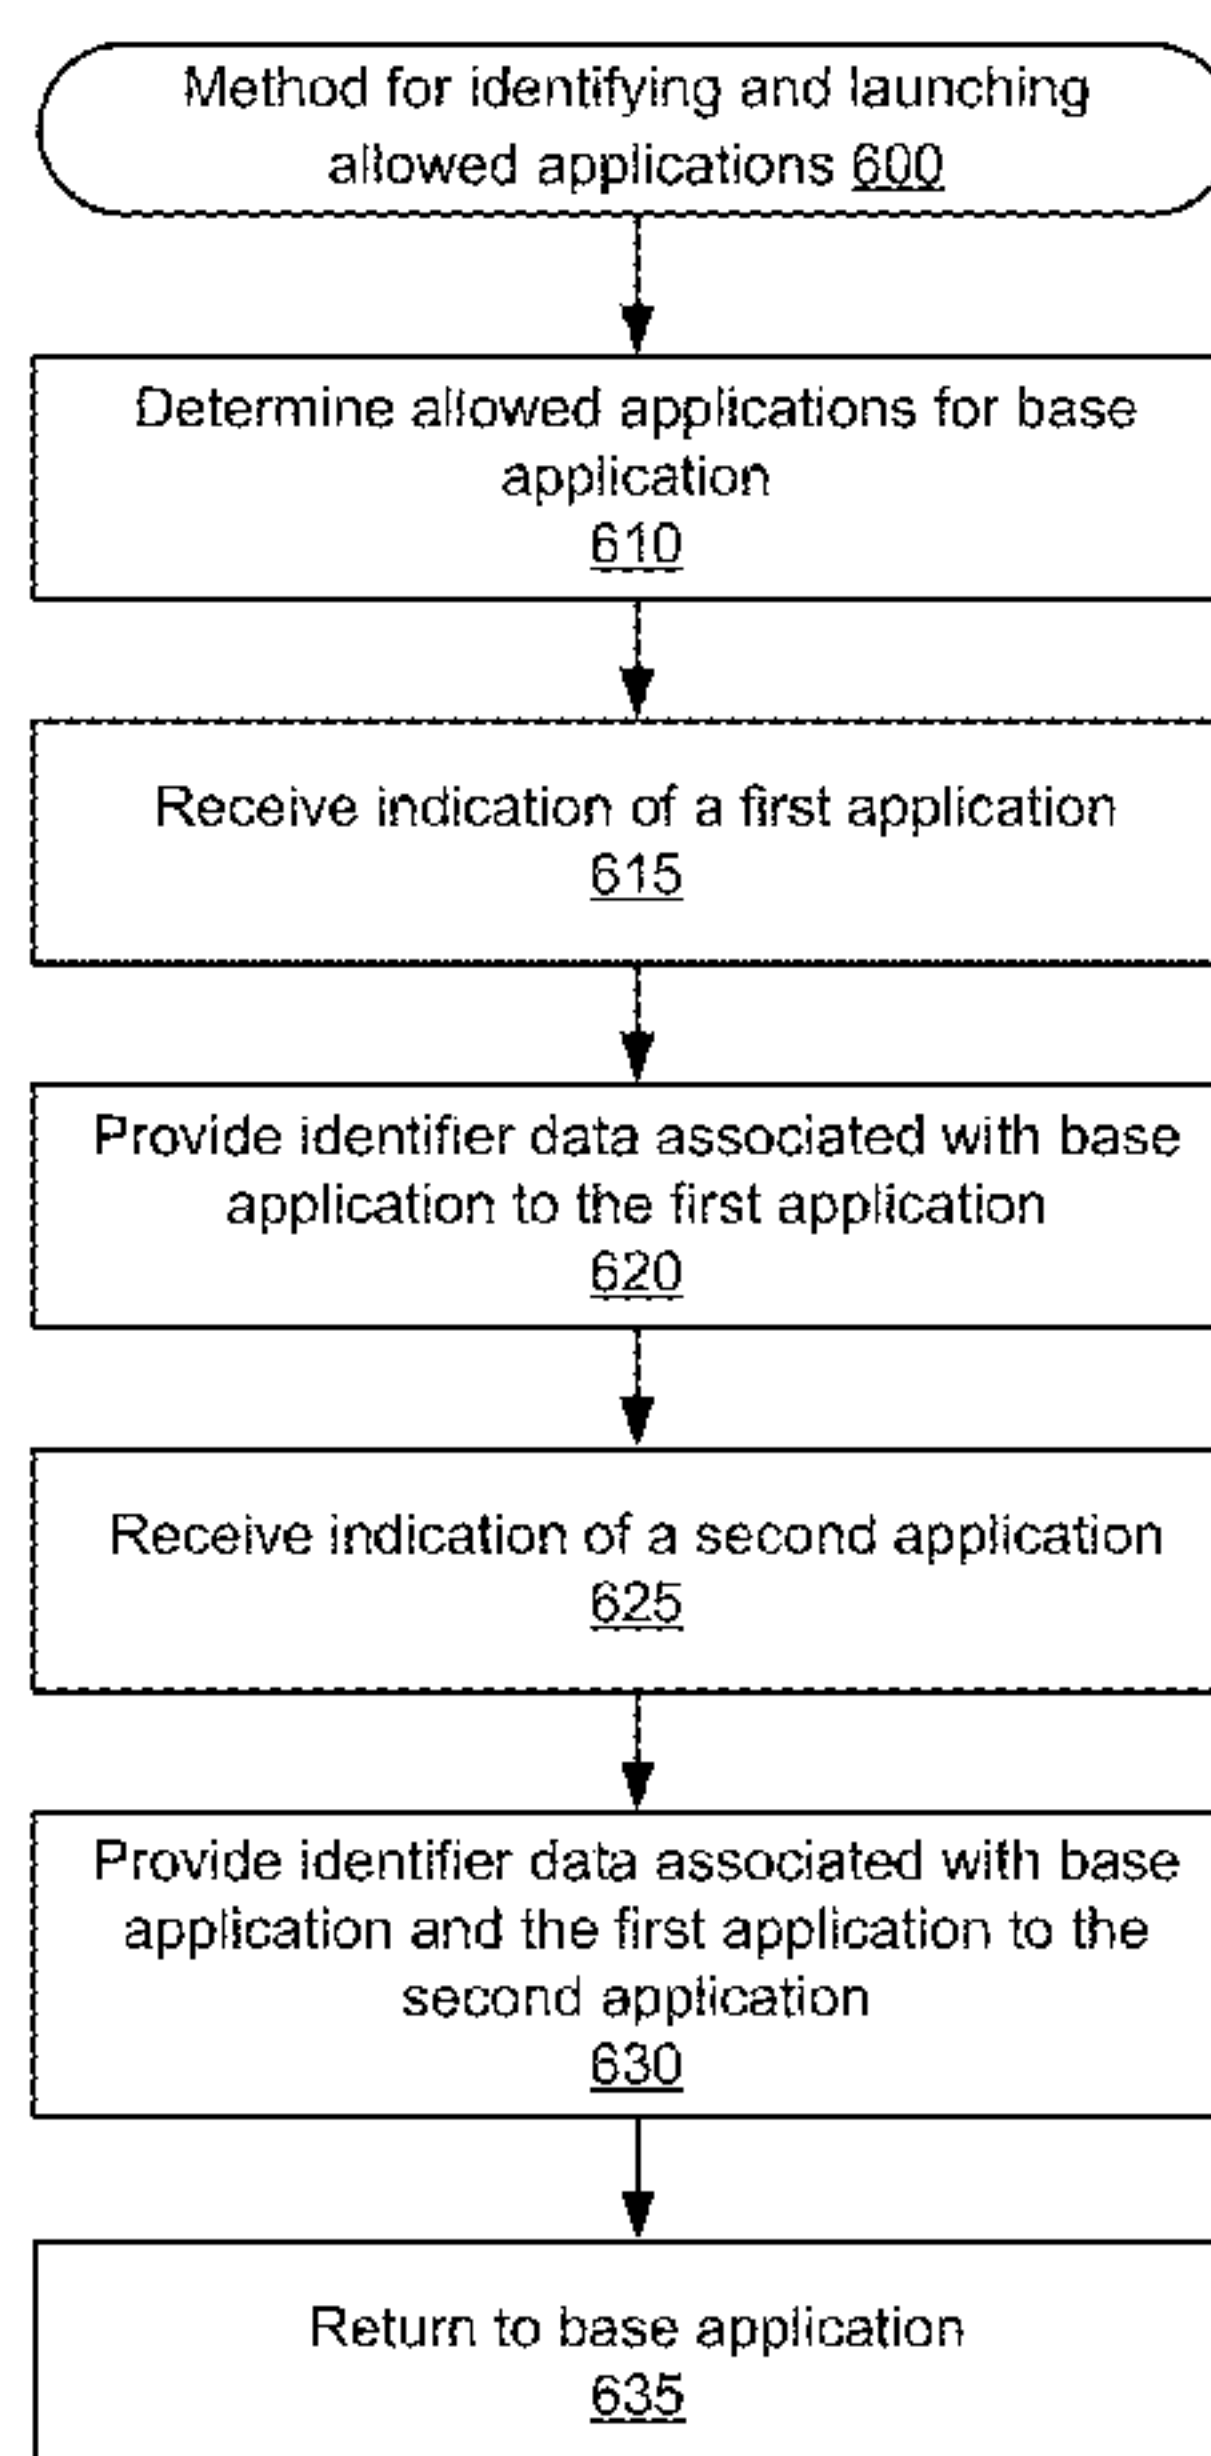 Method for identifying and launching
allowed applications 600
Determine allowed applications for base
application
610
Receive indication of a first application
615
Provide identifier data associated with base
application to the first application
620
Receive indication of a second application
625
Provide identifier data associated with base
application and the first application to the
second application
630
Return to base application
635